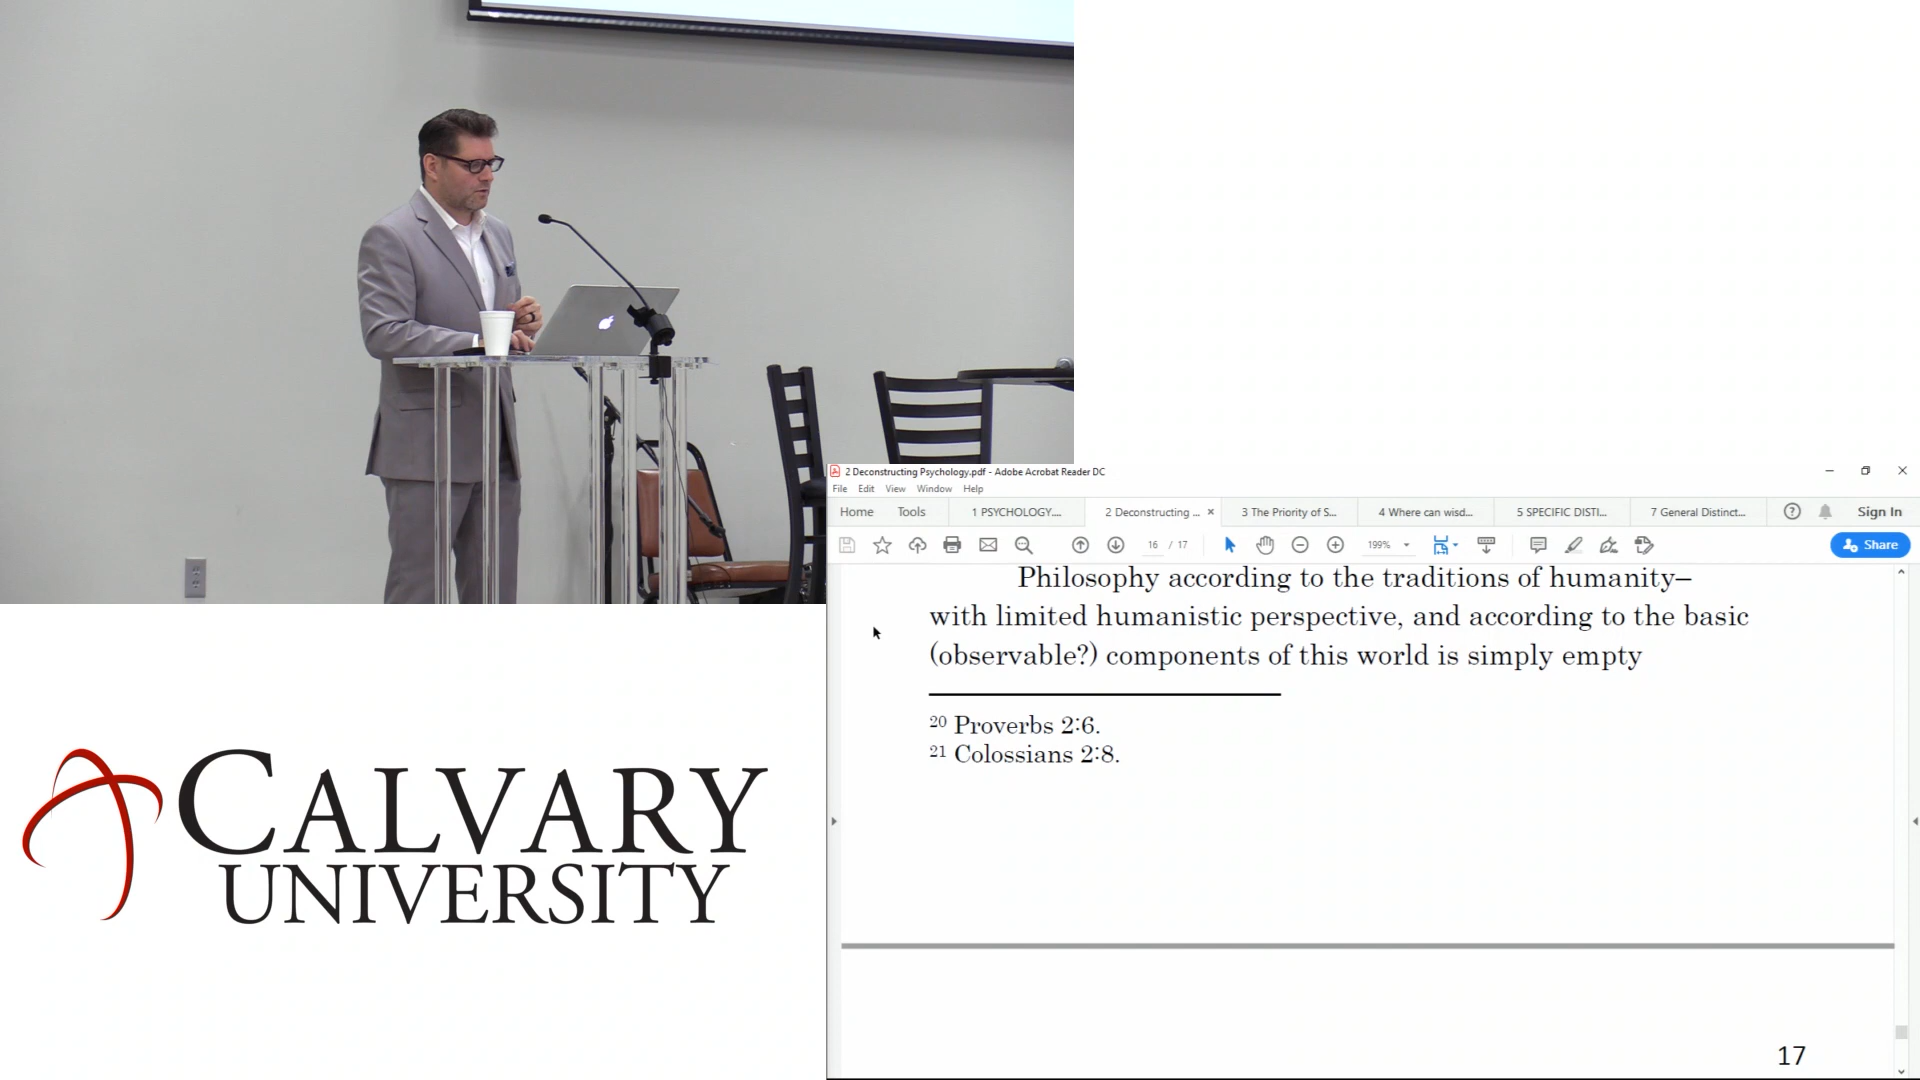 2 Deconstructing Psychology.pdf - Adobe Acrobat Reader DC
File Edit View Window Help
Home Tools 1 PSYCHOLOGY.... 2 Deconstructing ... 3 The Priority of S... 4 Where can wisd... 5 SPECIFIC DISTI... 7 General Distinct... Sign In
16 / 17 199% Share
Philosophy according to the traditions of humanity–
with limited humanistic perspective, and according to the basic
(observable?) components of this world is simply empty
20 Proverbs 2:6.
21 Colossians 2:8.
17
CALVARY
UNIVERSITY